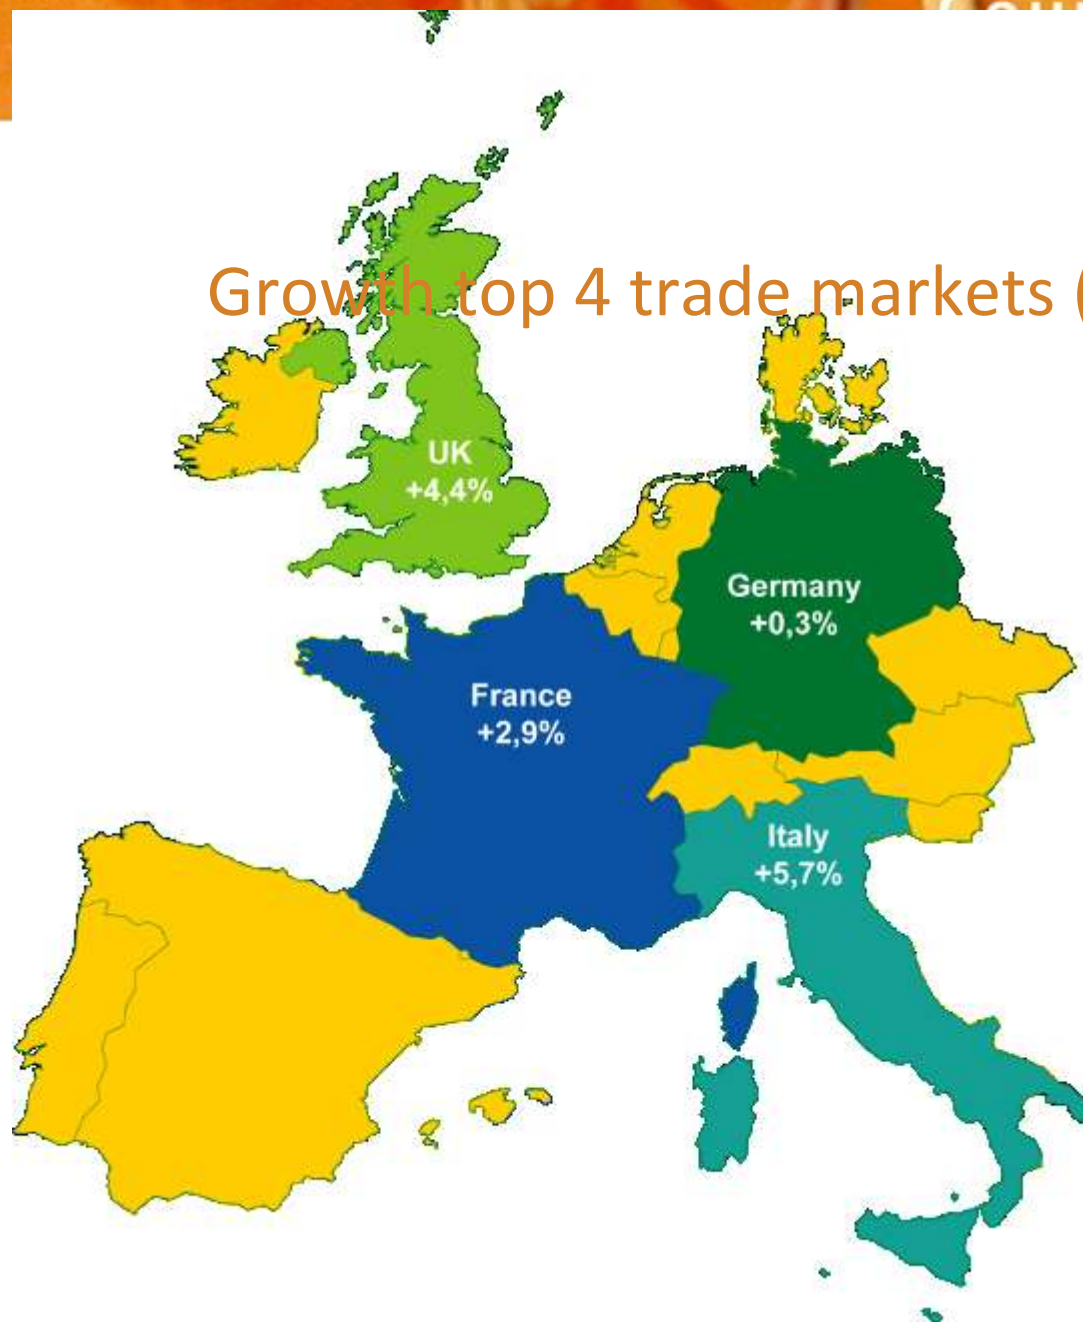 Growth top 4 trade markets (
UK
+4,4%
Germany
+0,3%
France
+2,9%
Italy
+5,7%